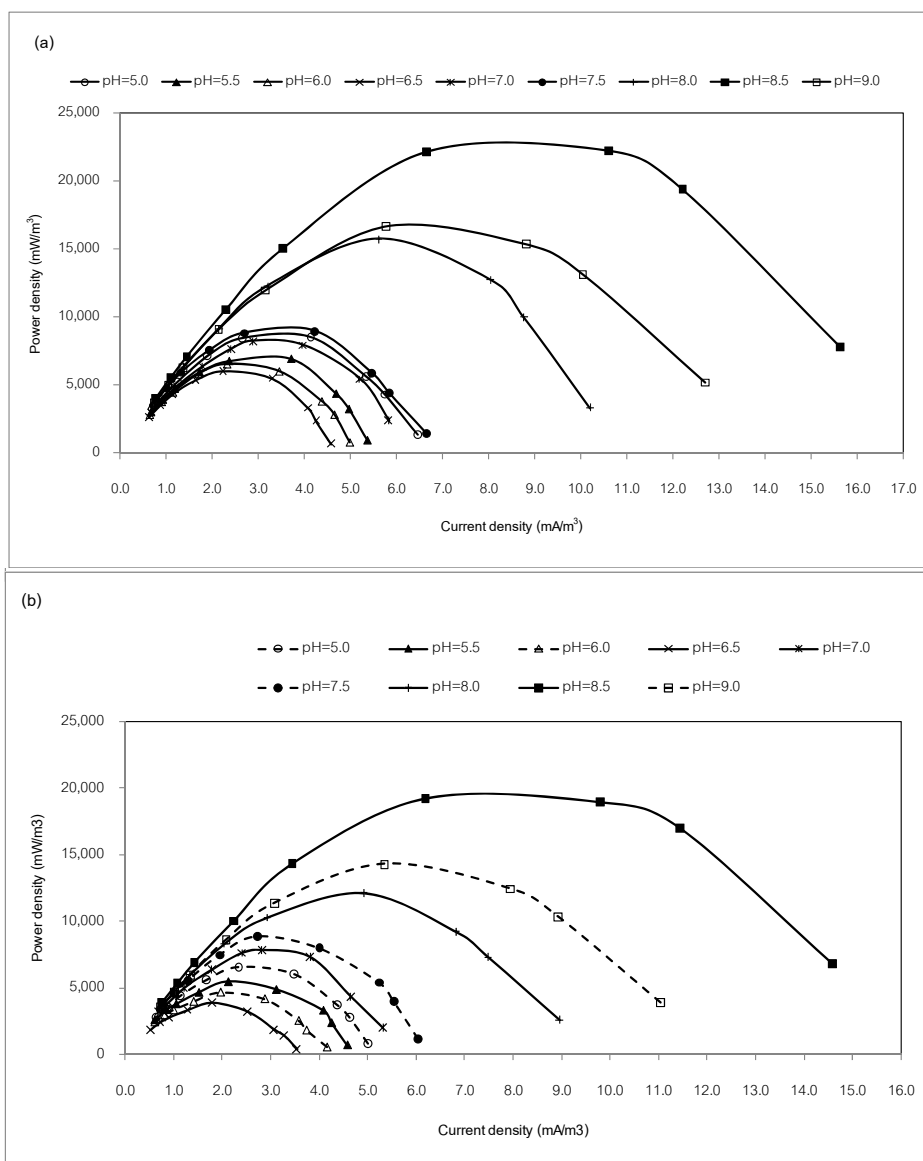 (a)
pH=5.0 pH=5.5 pH=6.0 pH=6.5 pH=7.0 pH=7.5 pH=8.0 pH=8.5 pH=9.0
25,000
20,000
15,000
10,000
5,000
0
Power density (mW/m³)
0.0 1.0 2.0 3.0 4.0 5.0 6.0 7.0 8.0 9.0 10.0 11.0 12.0 13.0 14.0 15.0 16.0 17.0
Current density (mA/m³)
(b)
pH=5.0 pH=5.5 pH=6.0 pH=6.5 pH=7.0
pH=7.5 pH=8.0 pH=8.5 pH=9.0
25,000
20,000
15,000
10,000
5,000
0
Power density (mW/m3)
0.0 1.0 2.0 3.0 4.0 5.0 6.0 7.0 8.0 9.0 10.0 11.0 12.0 13.0 14.0 15.0 16.0
Current density (mA/m3)